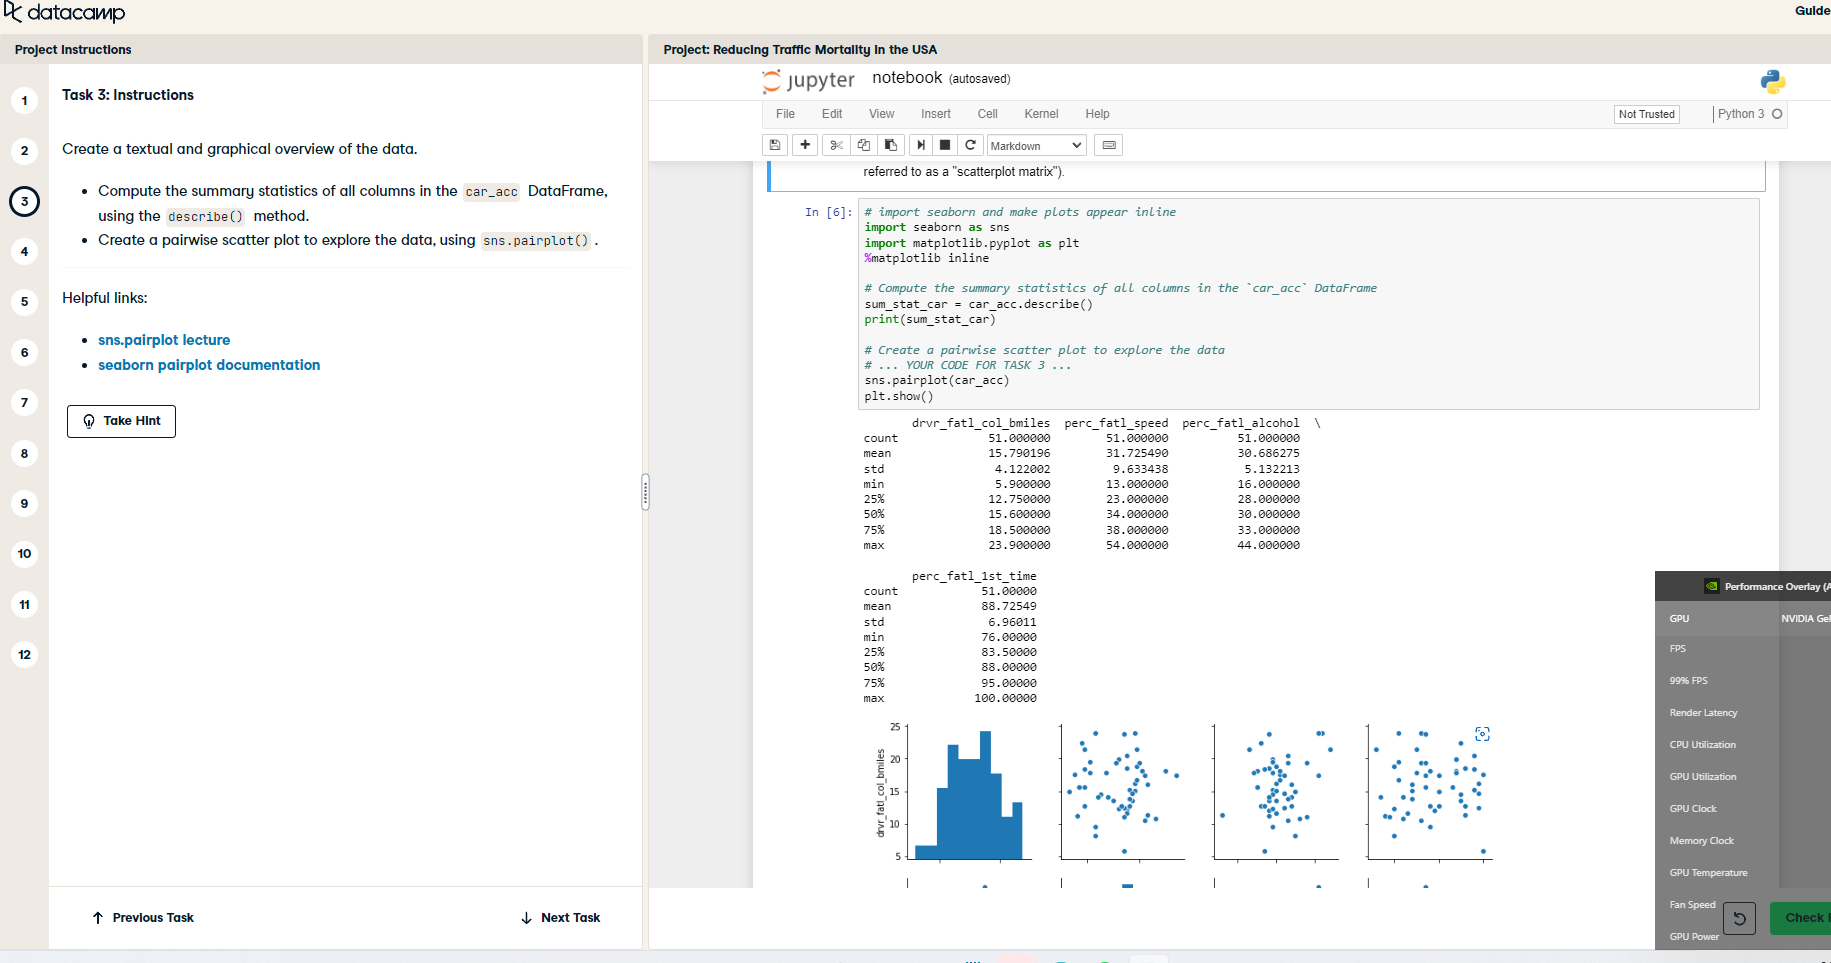 datacamp
Guide
Project Instructions
Project: Reducing Traffic Mortality in the USA
1
2
3
4
5
6
7
8
9
10
11
12
Task 3: Instructions
Create a textual and graphical overview of the data.
• Compute the summary statistics of all columns in the car_acc DataFrame,
using the describe() method.
• Create a pairwise scatter plot to explore the data, using sns.pairplot() .
Helpful links:
• sns.pairplot lecture
• seaborn pairplot documentation
Take Hint
Previous Task
Next Task
jupyter notebook (autosaved)
File Edit View Insert Cell Kernel Help
Not Trusted
Python 3
Markdown
referred to as a "scatterplot matrix").
In [6]:
# import seaborn and make plots appear inline
import seaborn as sns
import matplotlib.pyplot as plt
%matplotlib inline
# Compute the summary statistics of all columns in the `car_acc` DataFrame
sum_stat_car = car_acc.describe()
print(sum_stat_car)
# Create a pairwise scatter plot to explore the data
# ... YOUR CODE FOR TASK 3 ...
sns.pairplot(car_acc)
plt.show()
drvr_fatl_col_bmiles perc_fatl_speed perc_fatl_alcohol \
count 51.000000 51.000000 51.000000
mean 15.790196 31.725490 30.686275
std 4.122002 9.633438 5.132213
min 5.900000 13.000000 16.000000
25% 12.750000 23.000000 28.000000
50% 15.600000 34.000000 30.000000
75% 18.500000 38.000000 33.000000
max 23.900000 54.000000 44.000000
perc_fatl_1st_time
count 51.00000
mean 88.72549
std 6.96011
min 76.00000
25% 83.50000
50% 88.00000
75% 95.00000
max 100.00000
drvr_fatl_col_bmiles
25
20
15
10
5
Performance Overlay (A
GPU NVIDIA Gel
FPS
99% FPS
Render Latency
CPU Utilization
GPU Utilization
GPU Clock
Memory Clock
GPU Temperature
Fan Speed
GPU Power
Check